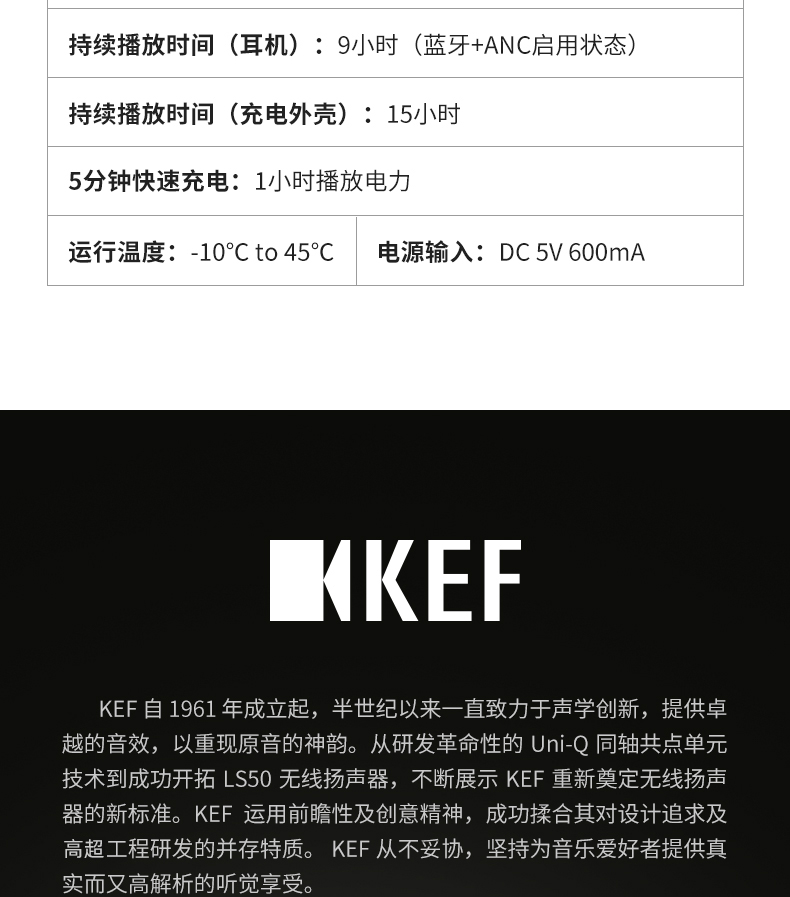 持续播放时间（耳机）：9小时（蓝牙+ANC启用状态）
持续播放时间（充电外壳）：15小时
5分钟快速充电：1小时播放电力
运行温度：-10°C to 45°C
电源输入：DC 5V 600mA
KEF
KEF 自 1961 年成立起，半世纪以来一直致力于声学创新，提供卓
越的音效，以重现原音的神韵。从研发革命性的 Uni-Q 同轴共点单元
技术到成功开拓 LS50 无线扬声器，不断展示 KEF 重新奠定无线扬声
器的新标准。KEF 运用前瞻性及创意精神，成功揉合其对设计追求及
高超工程研发的并存特质。 KEF 从不妥协，坚持为音乐爱好者提供真
实而又高解析的听觉享受。